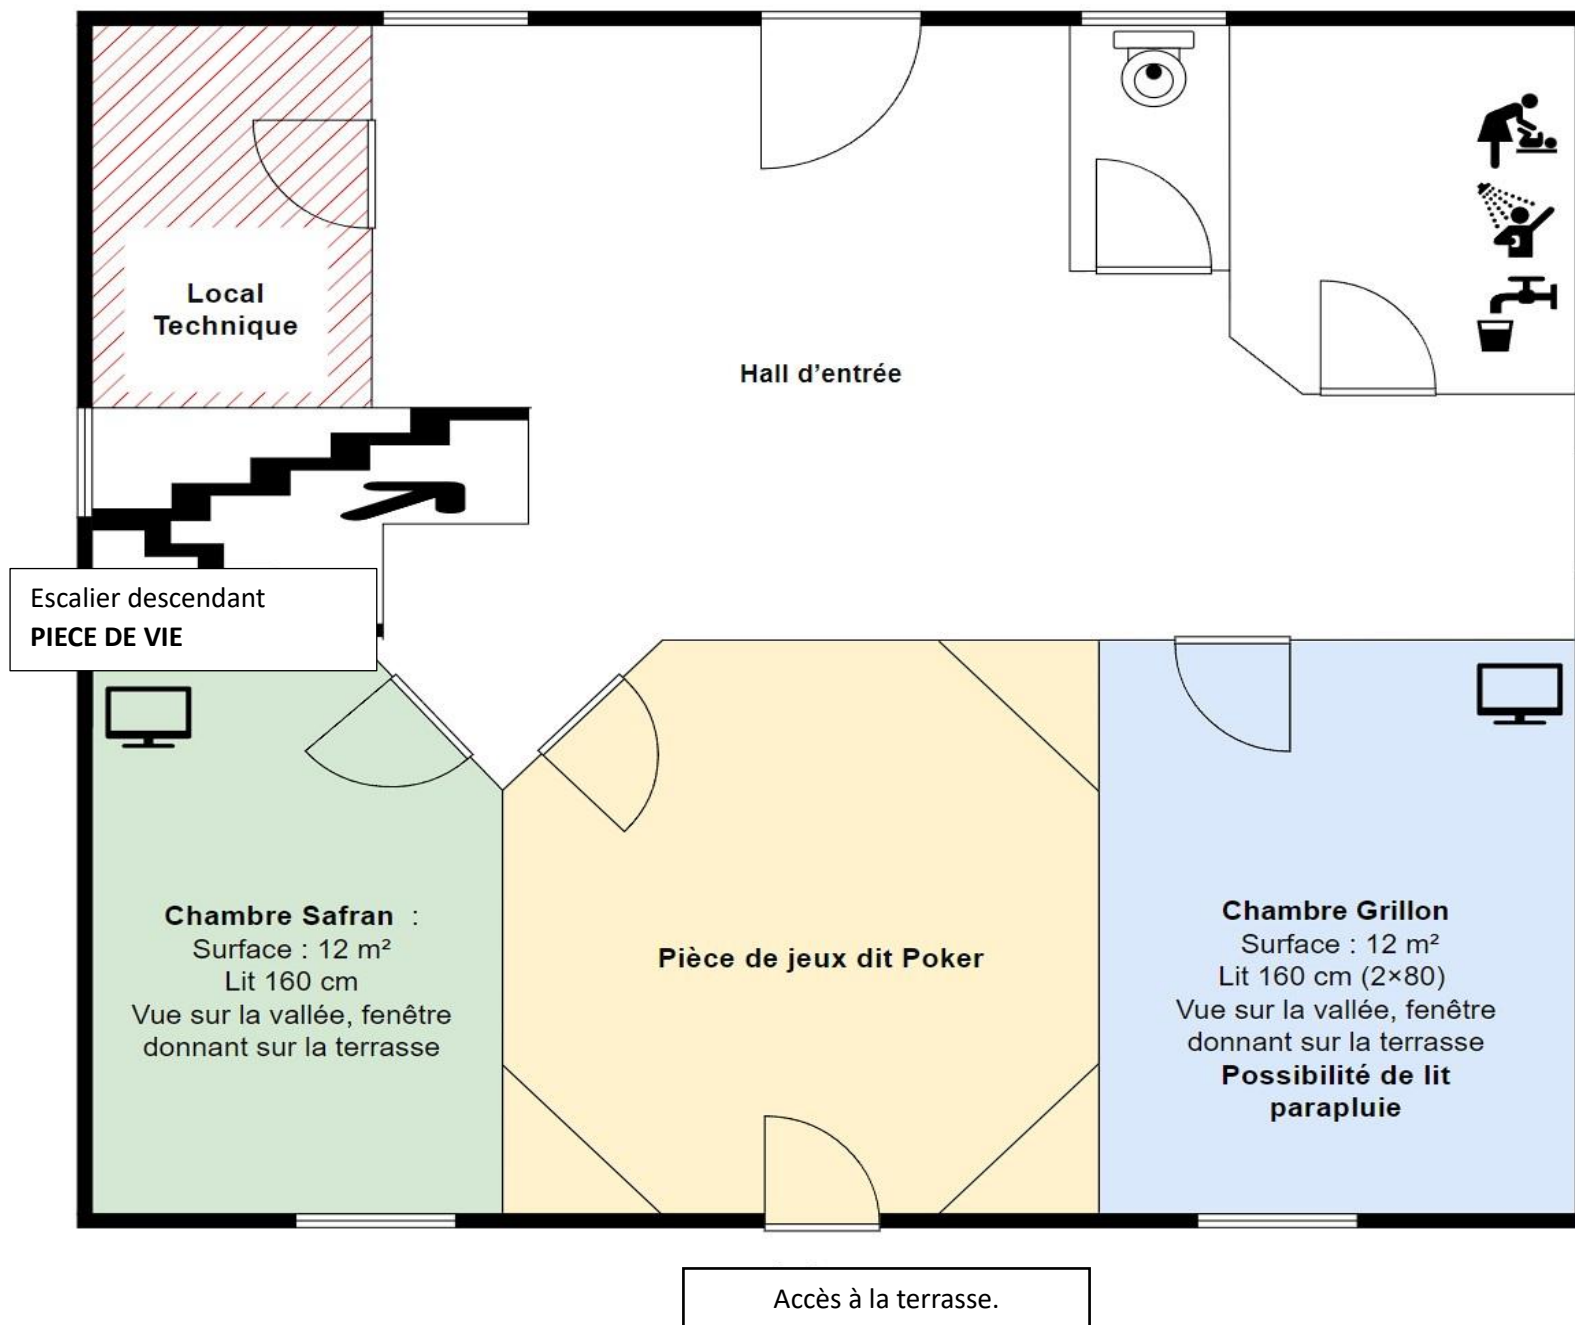 Local
Technique
Hall d'entrée
Escalier descendant
PIECE DE VIE
Chambre Safran :
Surface : 12 m²
Lit 160 cm
Vue sur la vallée, fenêtre
donnant sur la terrasse
Pièce de jeux dit Poker
Chambre Grillon
Surface : 12 m²
Lit 160 cm (2×80)
Vue sur la vallée, fenêtre
donnant sur la terrasse
Possibilité de lit
parapluie
Accès à la terrasse.